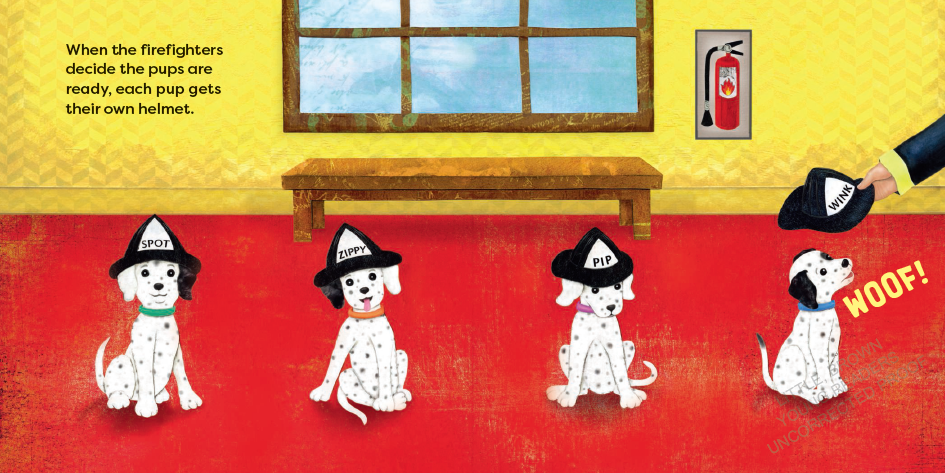 When the firefighters
decide the pups are
ready, each pup gets
their own helmet.
WINK
SPOT
ZIPPY
PIP
WOOF!
UNCORRECTED